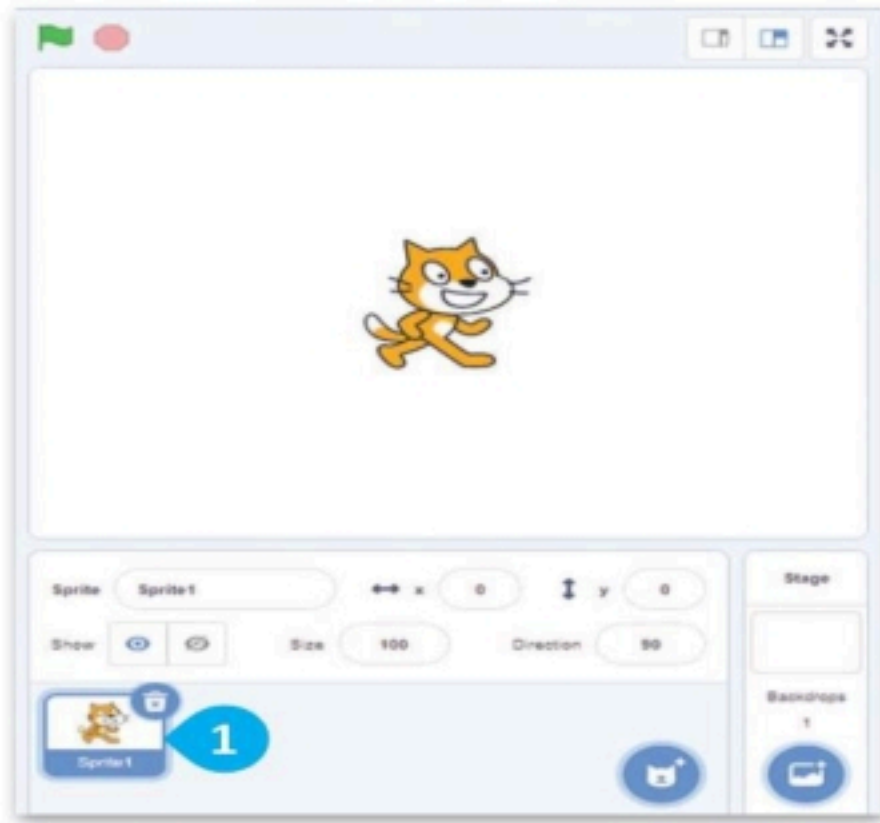 Sprite Sprite1 x 0 y 0
Show Size 100 Direction 90
Sprite1
1
Stage
Backdrops
1